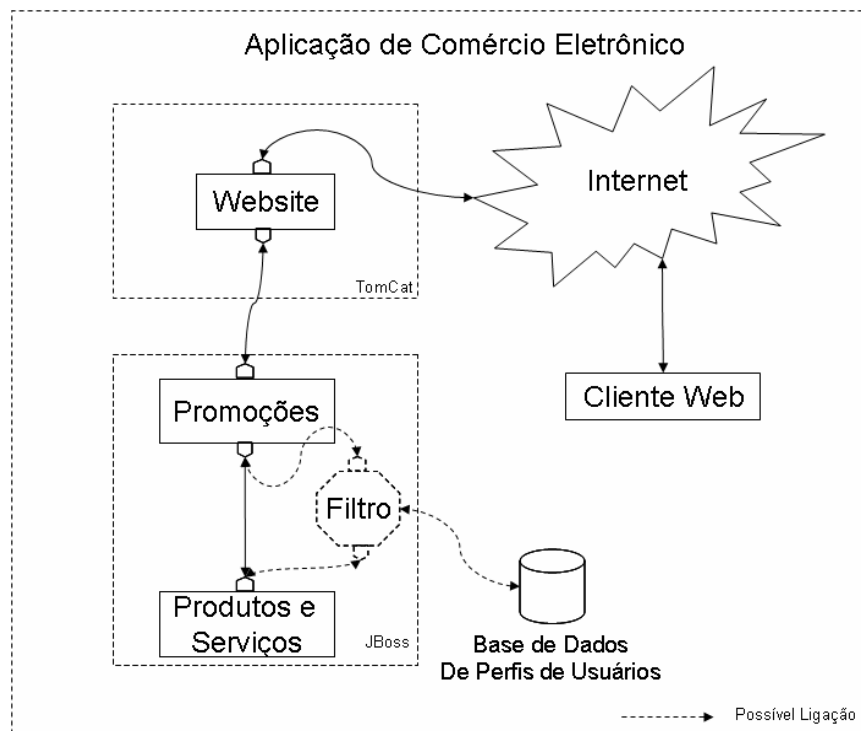 Aplicação de Comércio Eletrônico
Website
TomCat
Internet
Cliente Web
Promoções
Filtro
Produtos e
Serviços
JBoss
Base de Dados
De Perfis de Usuários
Possível Ligação